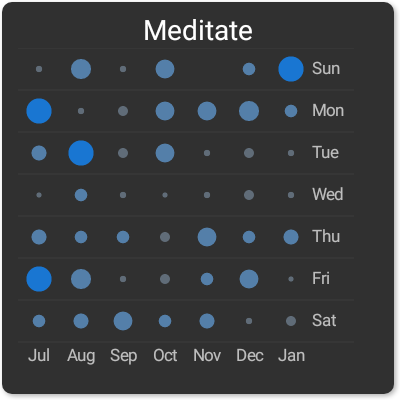 Meditate
Sun
Mon
Tue
Wed
Thu
Fri
Sat
Jul Aug Sep Oct Nov Dec Jan